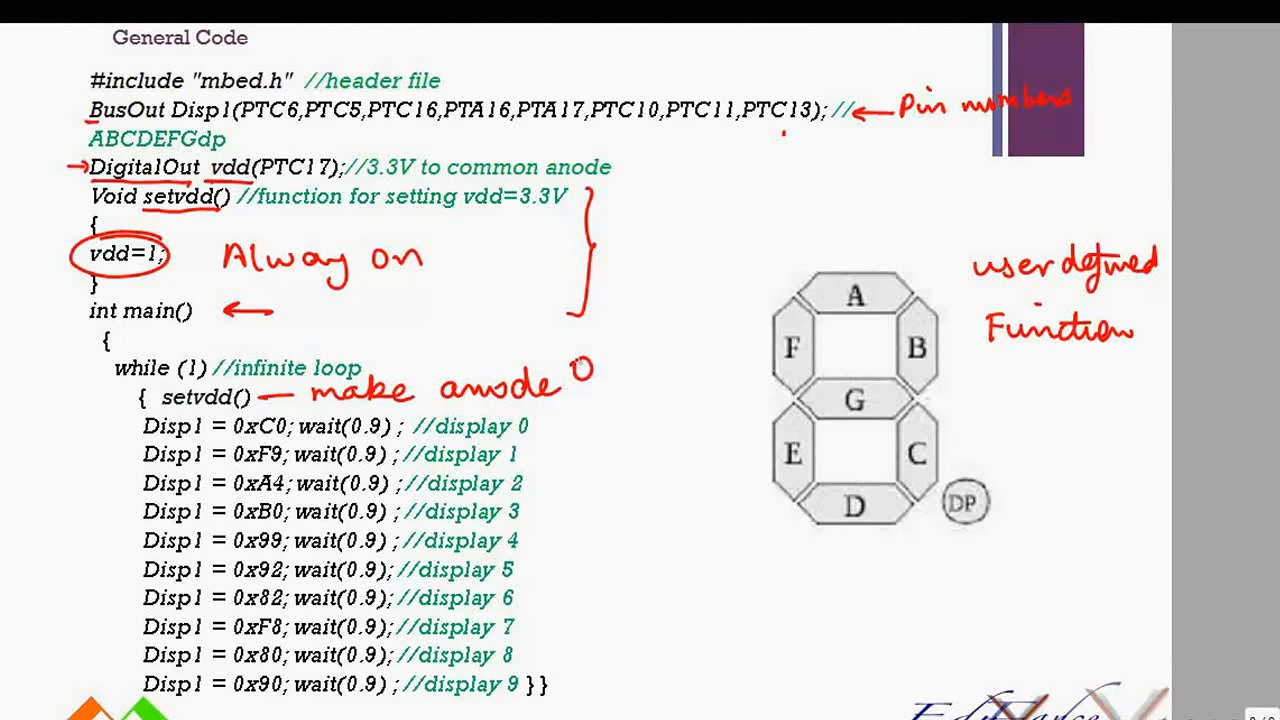 General Code
#include "mbed.h" //header file
BusOut Disp1(PTC6,PTC5,PTC16,PTA16,PTA17,PTC10,PTC11,PTC13); // ← Pin numbers
ABCDEFGdp
→ DigitalOut vdd(PTC17);//3.3V to common anode
Void setvdd() //function for setting vdd=3.3V
{
vdd=1; Alway on
}
user defined
Function
int main() ←
{
while (1) //infinite loop
{ setvdd() — make anode 0
Disp1 = 0xC0; wait(0.9) ; //display 0
Disp1 = 0xF9; wait(0.9) ; //display 1
Disp1 = 0xA4; wait(0.9) ; //display 2
Disp1 = 0xB0; wait(0.9) ; //display 3
Disp1 = 0x99; wait(0.9) ; //display 4
Disp1 = 0x92; wait(0.9); //display 5
Disp1 = 0x82; wait(0.9); //display 6
Disp1 = 0xF8; wait(0.9); //display 7
Disp1 = 0x80; wait(0.9); //display 8
Disp1 = 0x90; wait(0.9) ; //display 9 } }
A
F B
G
E C
D DP